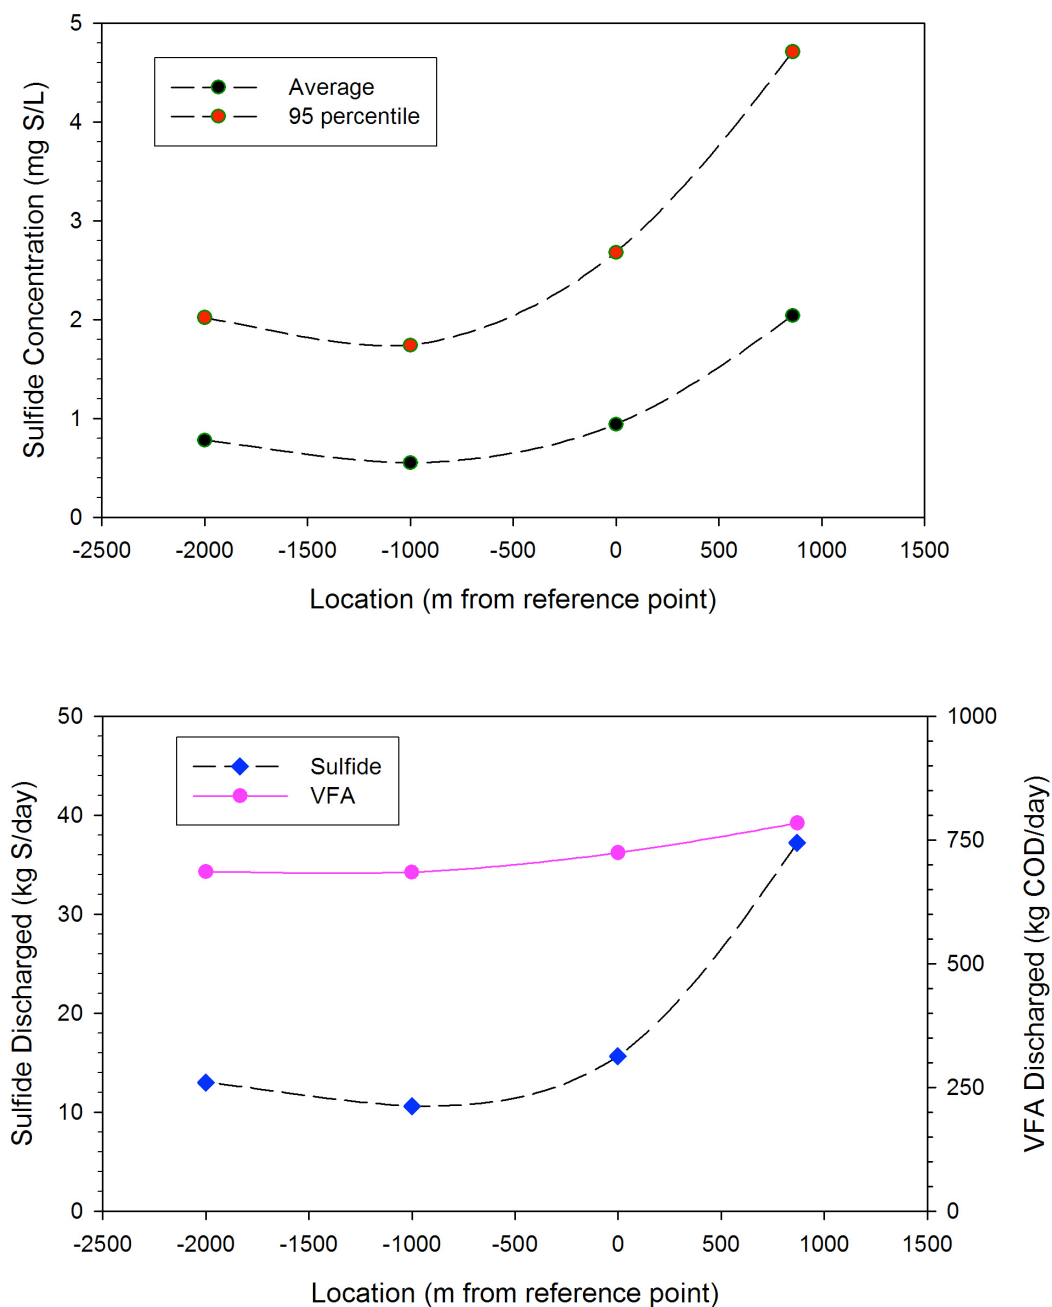 5
4
3
2
1
0
Sulfide Concentration (mg S/L)
Average
95 percentile
-2500 -2000 -1500 -1000 -500 0 500 1000 1500
Location (m from reference point)
50
40
30
20
10
0
Sulfide Discharged (kg S/day)
Sulfide
VFA
1000
750
500
250
0
VFA Discharged (kg COD/day)
-2500 -2000 -1500 -1000 -500 0 500 1000 1500
Location (m from reference point)